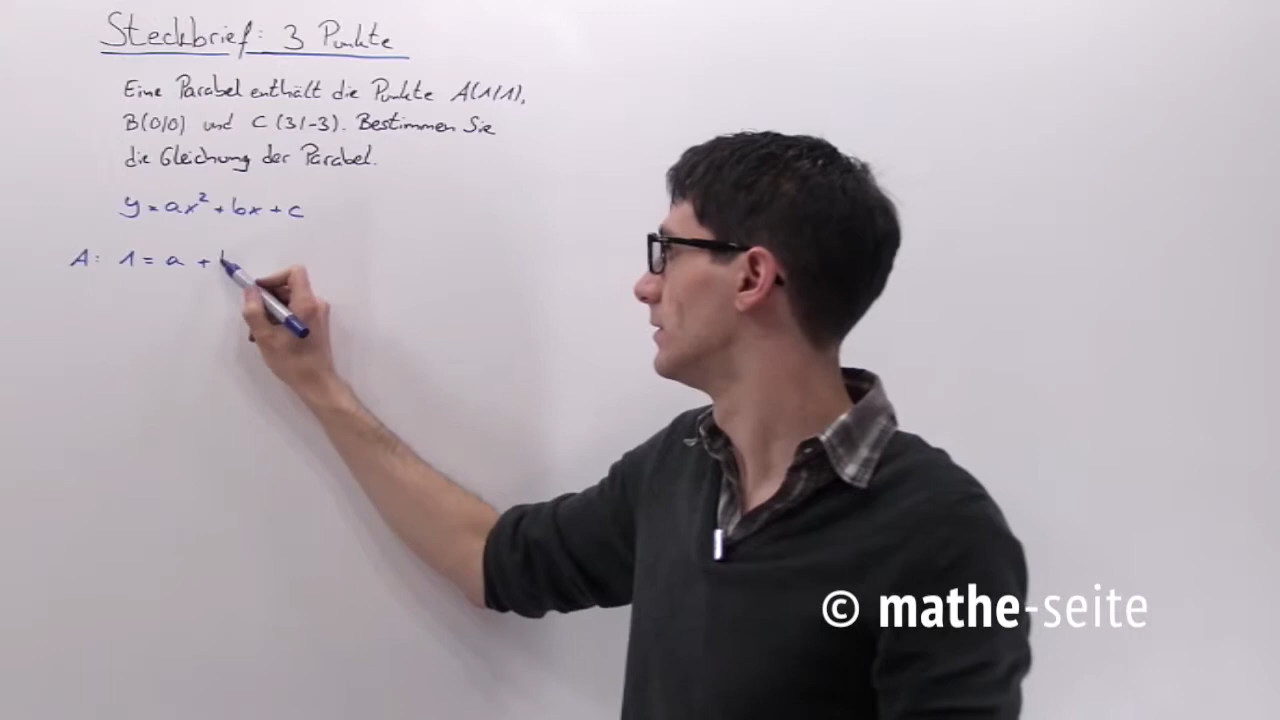 Steckbrief: 3 Punkte
Eine Parabel enthält die Punkte A(1/1),
B(0/0) und C(3/-3). Bestimmen Sie
die Gleichung der Parabel.
y=ax²+bx+c
A: 1=a+
© mathe-seite